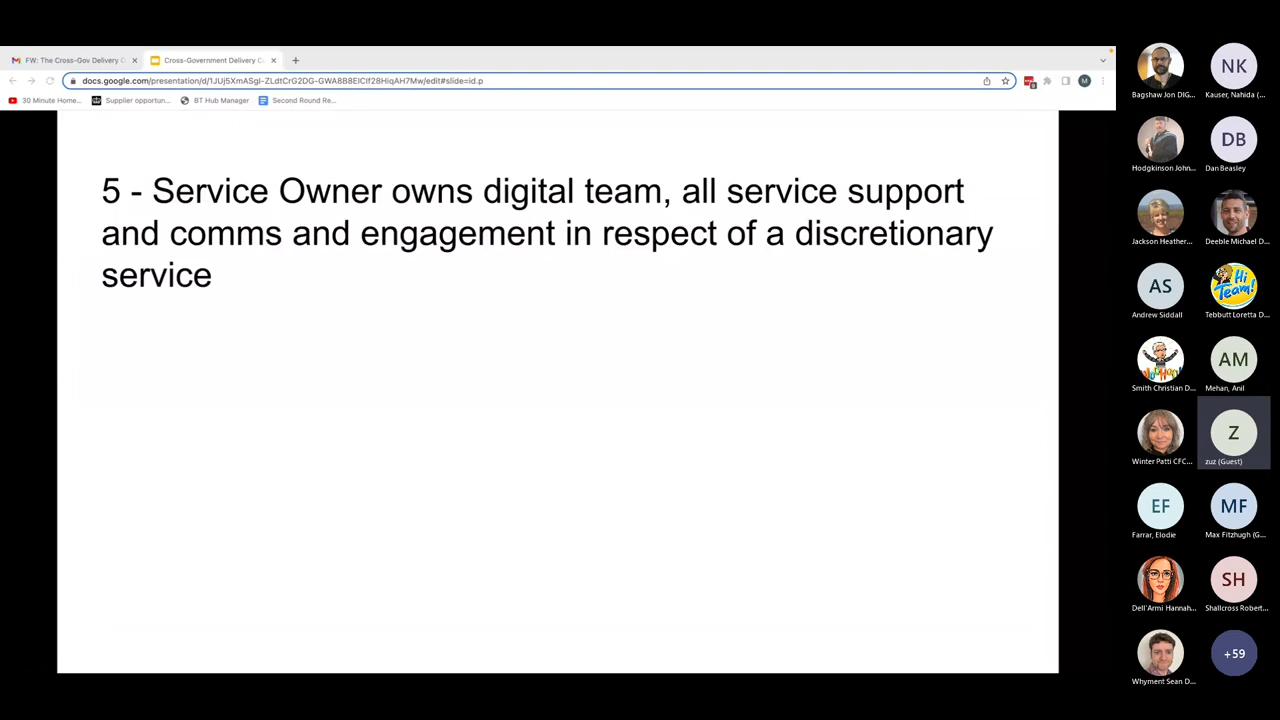 FW: The Cross-Gov Delivery C
Cross-Government Delivery C
docs.google.com/presentation/d/1JUj5XmASgI-ZLdtCrG2DG-GWA8B8EICIf28HiqAH7Mw/edit#slide=id.p
30 Minute Home...
Supplier opportun...
BT Hub Manager
Second Round Re...
5 - Service Owner owns digital team, all service support
and comms and engagement in respect of a discretionary
service
Bagshaw Jon DIG...
NK
Kauser, Nahida (...
Hodgkinson John...
DB
Dan Beasley
Jackson Heather...
Deeble Michael D...
AS
Andrew Siddall
Hi Team!
Tebbutt Loretta D...
Smith Christian D...
AM
Mehan, Anil
Winter Patti CFC...
Z
zuz (Guest)
EF
Farrar, Elodie
MF
Max Fitzhugh (G...
Dell'Armi Hannah...
SH
Shallcross Robert...
Whyment Sean D...
+59